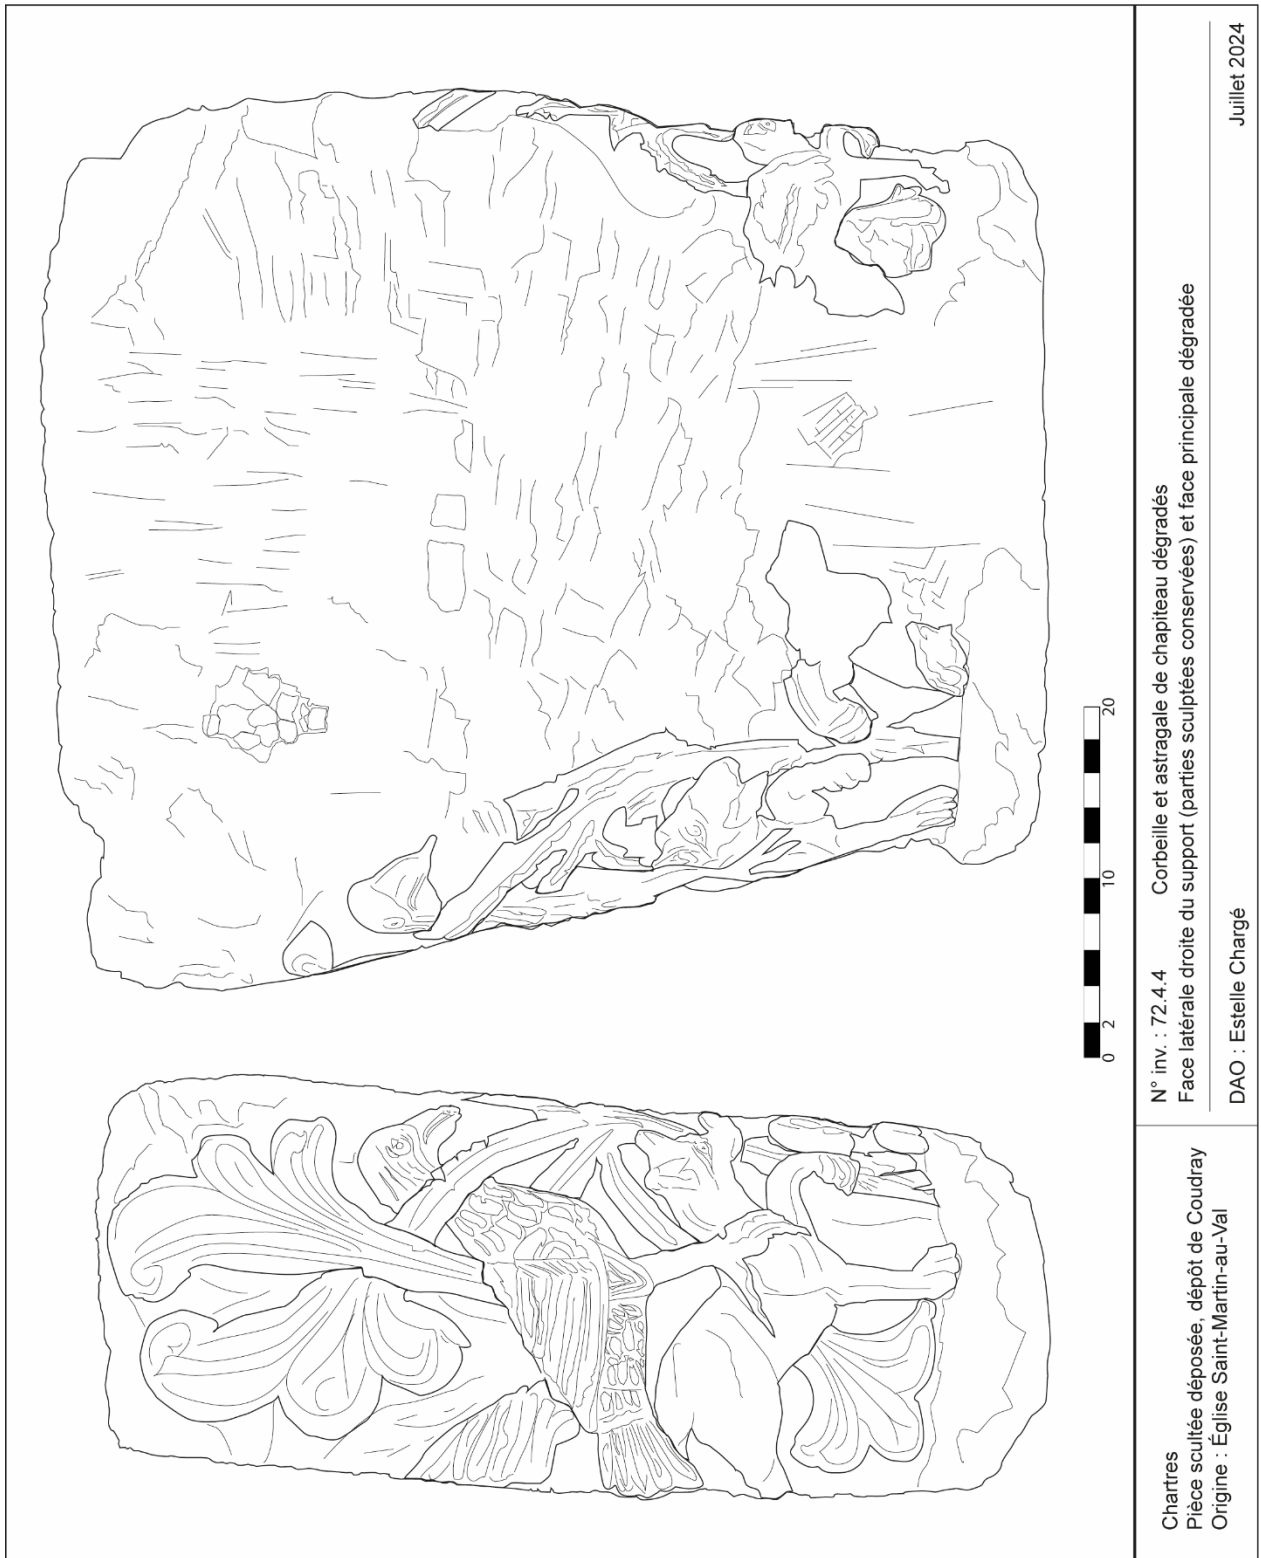 0 2 10 20
Chartres
Pièce scultée déposée, dépôt de Coudray
Origine : Église Saint-Martin-au-Val
N° inv. : 72.4.4 Corbeille et astragale de chapiteau dégradés
Face latérale droite du support (parties sculptées conservées) et face principale dégradée
DAO : Estelle Chargé Juillet 2024